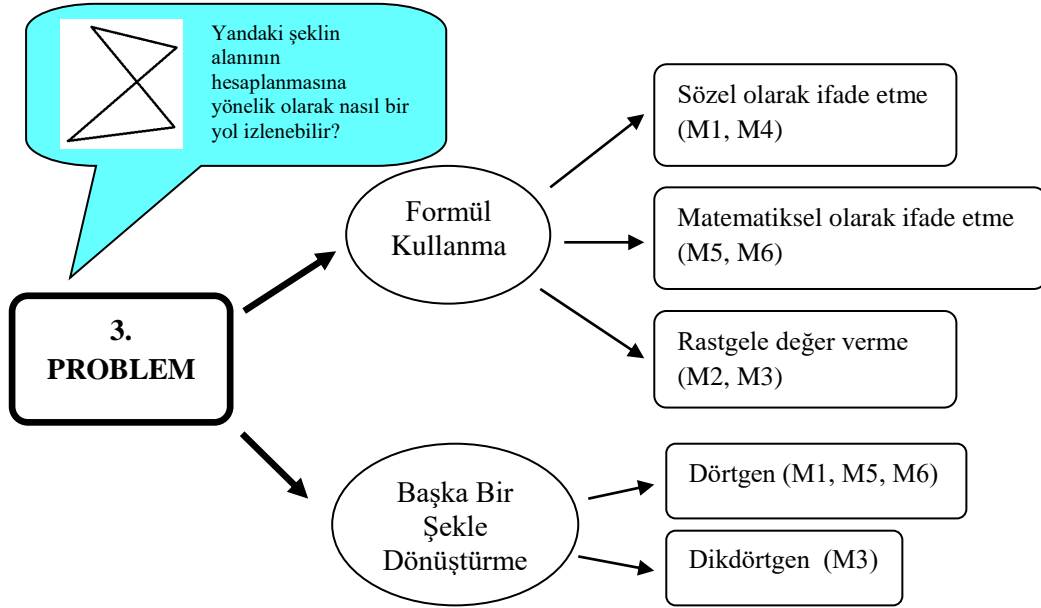 Yandaki şeklin
alanının
hesaplanmasına
yönelik olarak nasıl bir
yol izlenebilir?
3.
PROBLEM
Formül
Kullanma
Sözel olarak ifade etme
(M1, M4)
Matematiksel olarak ifade etme
(M5, M6)
Rastgele değer verme
(M2, M3)
Başka Bir
Şekle
Dönüştürme
Dörtgen (M1, M5, M6)
Dikdörtgen (M3)